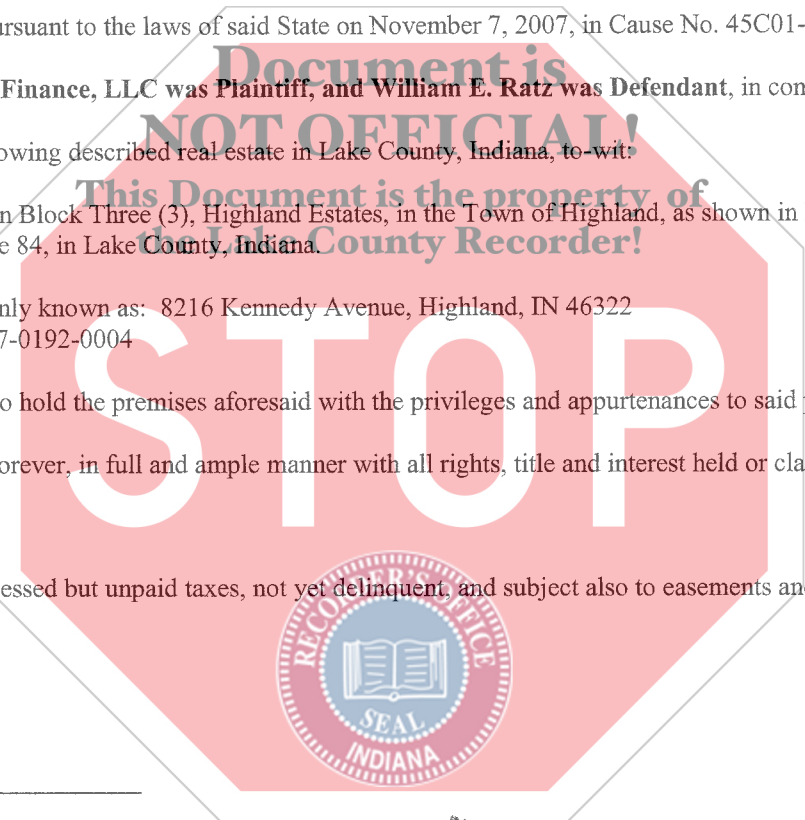 rsuant to the laws of said State on November 7, 2007, in Cause No. 45C01-
Document is
Finance, LLC was Plaintiff, and William E. Ratz was Defendant, in com
NOT OFFICIAL!
owing described real estate in Lake County, Indiana, to-wit:
This Document is the property of
n Block Three (3), Highland Estates, in the Town of Highland, as shown in
the Lake County Recorder!
e 84, in Lake County, Indiana.
nly known as: 8216 Kennedy Avenue, Highland, IN 46322
7-0192-0004
STOP
o hold the premises aforesaid with the privileges and appurtenances to said
orever, in full and ample manner with all rights, title and interest held or cla
essed but unpaid taxes, not yet delinquent, and subject also to easements an
RECORDER'S OFFICE
SEAL
INDIANA